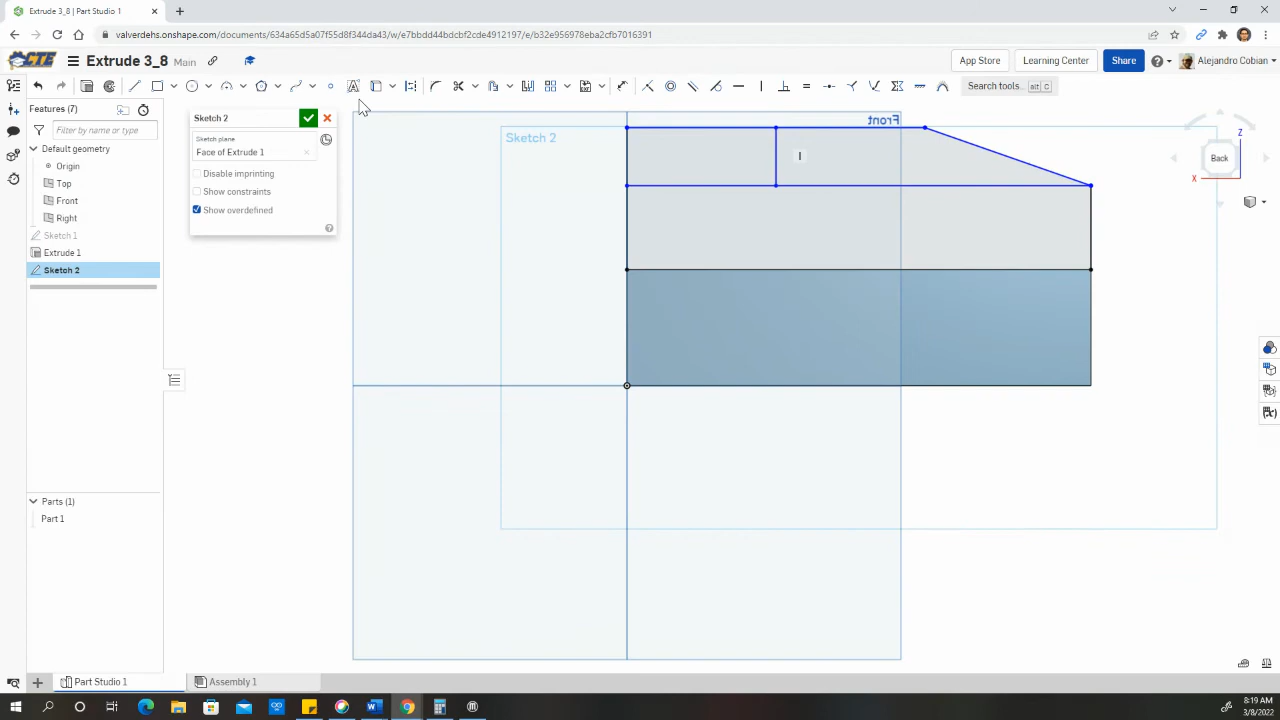 Extrude 3_8 | Part Studio 1
valverdehs.onshape.com/documents/634a65d5a07f55d8f344da43/w/e7bbdd44bdcbf2cde4912197/e/b32e956978eba2cfb7016391
CTE
Extrude 3_8 Main
App Store
Learning Center
Share
Alejandro Cobian
Search tools... alt C
Features (7)
Filter by name or type
Default geometry
Origin
Top
Front
Right
Sketch 1
Extrude 1
Sketch 2
Sketch 2
Sketch plane
Face of Extrude 1
Disable imprinting
Show constraints
Show overdefined
Sketch 2
Front
Z
Back
X
Parts (1)
Part 1
Part Studio 1
Assembly 1
8:19 AM
3/8/2022